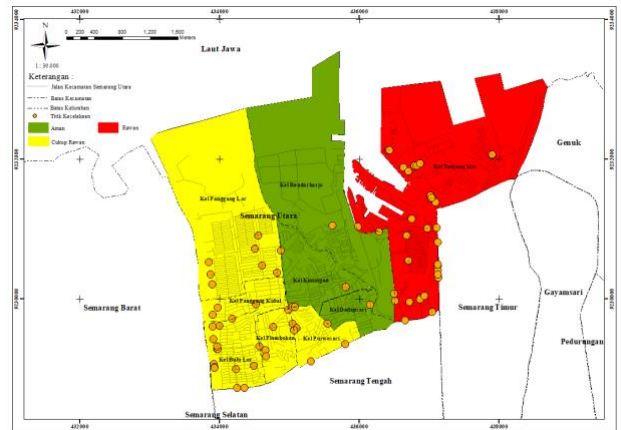 432000
434000
436000
438000
N
0 200 400 800 1,200 1,600
Meters
1 : 30.000
Laut Jawa
Keterangan :
Jalan Kecamatan Semarang Utara
Batas Kecamatan
Batas Kelurahan
Titik Kecelakaan
Aman
Rawan
Cukup Rawan
Genuk
Kel Tanjung Mas
Kel Bandarharjo
Kel Panggung Lor
Semarang Utara
Kel Kuningan
Gayamsari
Semarang Barat
Kel Panggung Kidul
Kel Dadapsari
Semarang Timur
Kel Plombokan
Kel Purwosari
Pedurungan
Kel Bulu Lor
Semarang Tengah
Semarang Selatan
432000
434000
436000